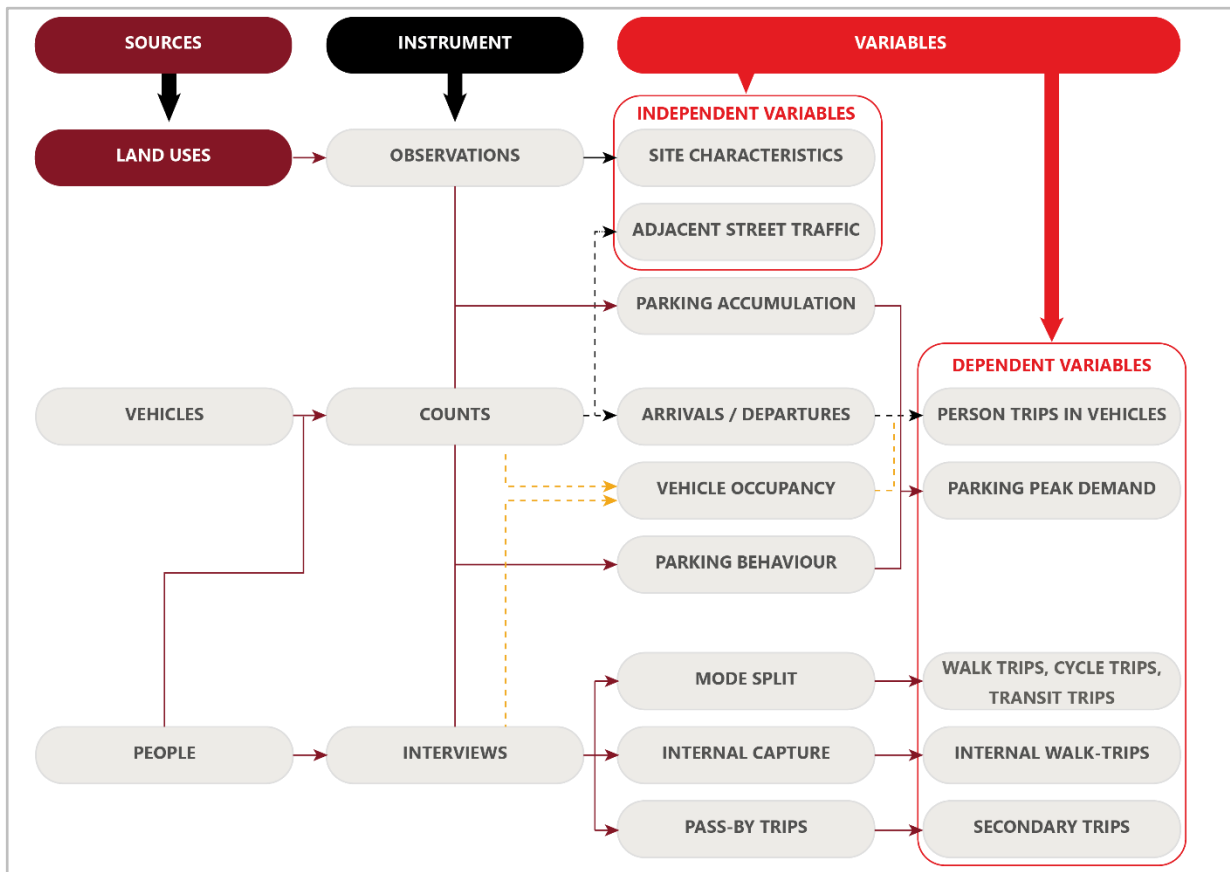 SOURCES
INSTRUMENT
VARIABLES
INDEPENDENT VARIABLES
LAND USES
OBSERVATIONS
SITE CHARACTERISTICS
ADJACENT STREET TRAFFIC
PARKING ACCUMULATION
DEPENDENT VARIABLES
VEHICLES
COUNTS
ARRIVALS / DEPARTURES
PERSON TRIPS IN VEHICLES
VEHICLE OCCUPANCY
PARKING PEAK DEMAND
PARKING BEHAVIOUR
MODE SPLIT
WALK TRIPS, CYCLE TRIPS,
TRANSIT TRIPS
PEOPLE
INTERVIEWS
INTERNAL CAPTURE
INTERNAL WALK-TRIPS
PASS-BY TRIPS
SECONDARY TRIPS